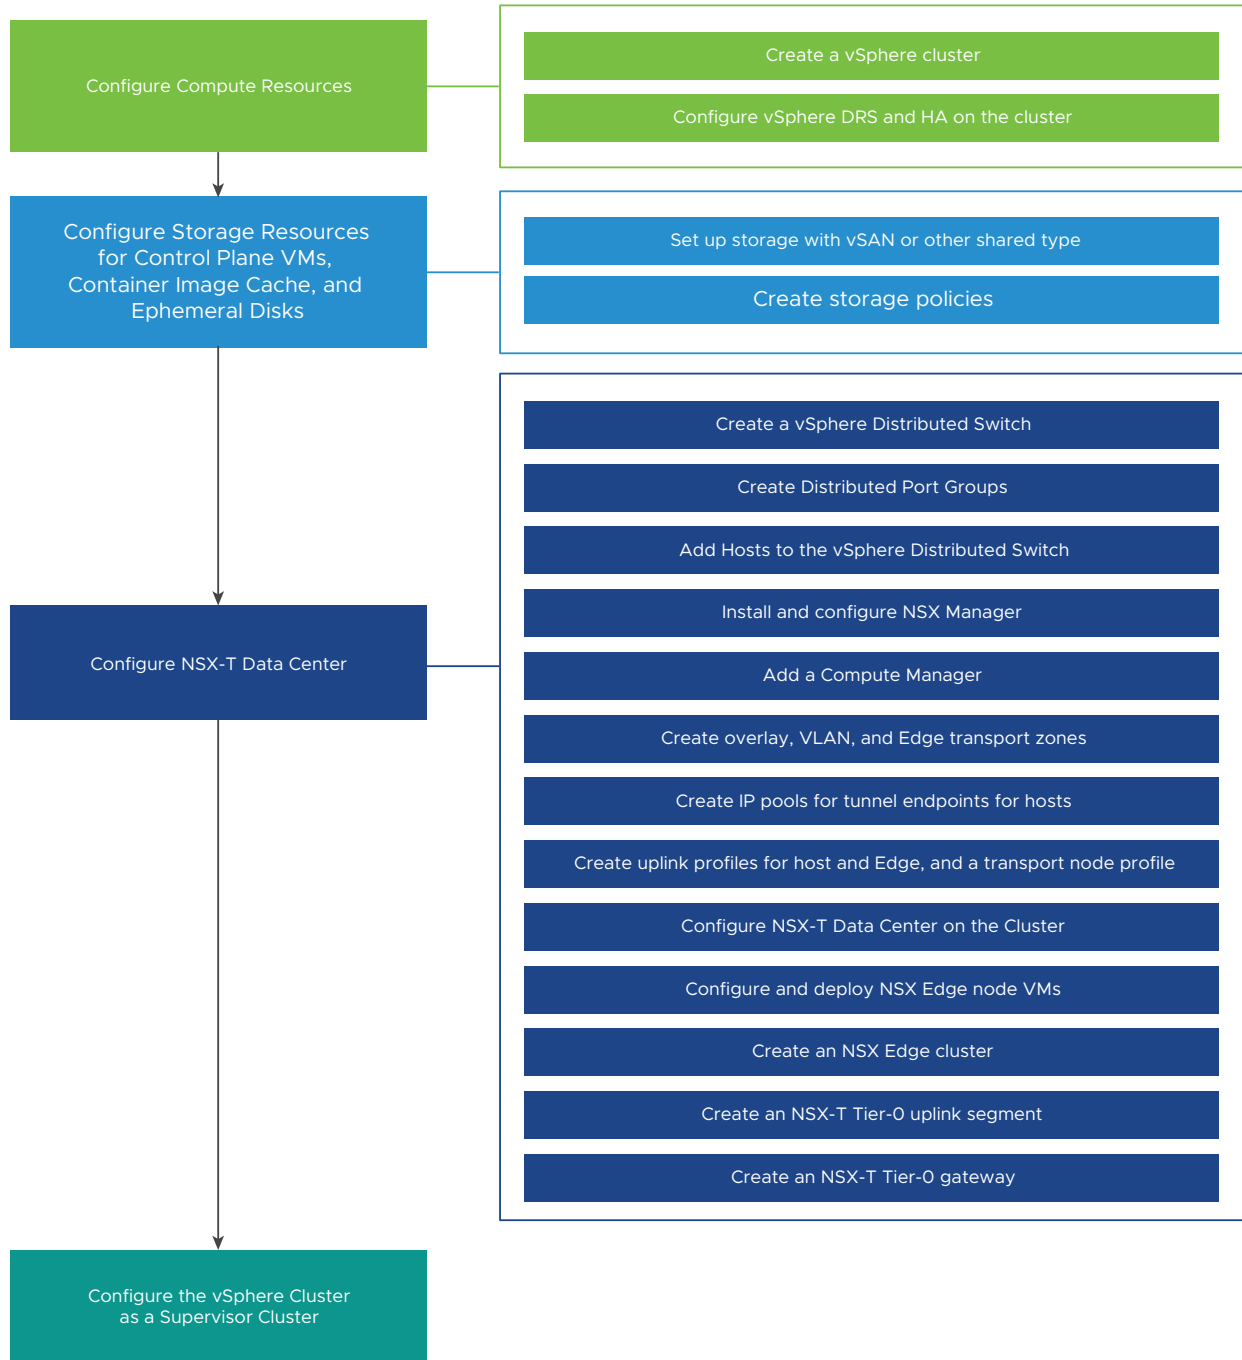 Configure Compute Resources
Create a vSphere cluster
Configure vSphere DRS and HA on the cluster
Configure Storage Resources
for Control Plane VMs,
Container Image Cache, and
Ephemeral Disks
Set up storage with vSAN or other shared type
Create storage policies
Configure NSX-T Data Center
Create a vSphere Distributed Switch
Create Distributed Port Groups
Add Hosts to the vSphere Distributed Switch
Install and configure NSX Manager
Add a Compute Manager
Create overlay, VLAN, and Edge transport zones
Create IP pools for tunnel endpoints for hosts
Create uplink profiles for host and Edge, and a transport node profile
Configure NSX-T Data Center on the Cluster
Configure and deploy NSX Edge node VMs
Create an NSX Edge cluster
Create an NSX-T Tier-0 uplink segment
Create an NSX-T Tier-0 gateway
Configure the vSphere Cluster
as a Supervisor Cluster